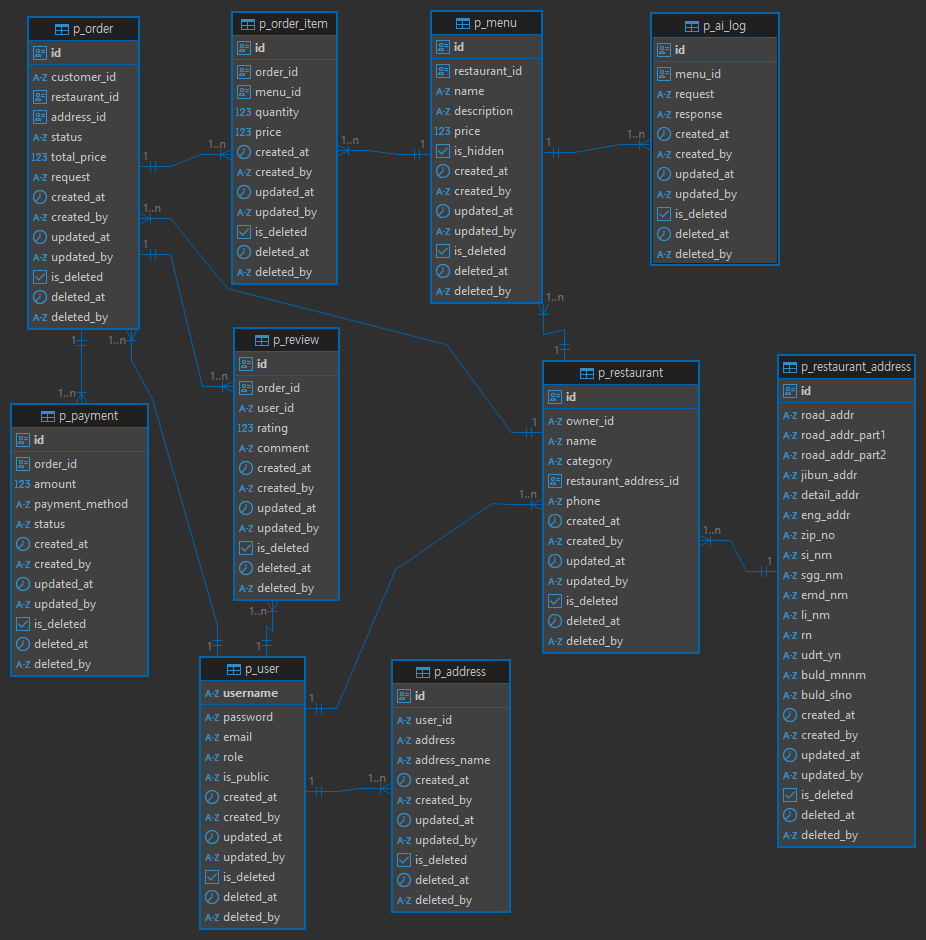 p_order
id
customer_id
restaurant_id
address_id
A-Z status
123 total_price
A-Z request
created_at
A-Z created_by
updated_at
A-Z updated_by
is_deleted
deleted_at
A-Z deleted_by
p_order_item
id
order_id
menu_id
123 quantity
123 price
created_at
A-Z created_by
updated_at
A-Z updated_by
is_deleted
deleted_at
A-Z deleted_by
p_menu
id
restaurant_id
A-Z name
A-Z description
123 price
is_hidden
created_at
A-Z created_by
updated_at
A-Z updated_by
is_deleted
deleted_at
A-Z deleted_by
p_ai_log
id
menu_id
A-Z request
A-Z response
created_at
A-Z created_by
updated_at
A-Z updated_by
is_deleted
deleted_at
A-Z deleted_by
1
1..n
1..n
1
1
1..n
1..n
1
1
1..n
1..n
1
1..n
1
1..n
p_review
id
order_id
A-Z user_id
123 rating
A-Z comment
created_at
A-Z created_by
updated_at
A-Z updated_by
is_deleted
deleted_at
A-Z deleted_by
p_payment
id
order_id
123 amount
A-Z payment_method
A-Z status
created_at
A-Z created_by
updated_at
A-Z updated_by
is_deleted
deleted_at
A-Z deleted_by
p_restaurant
id
A-Z owner_id
A-Z name
A-Z category
restaurant_address_id
A-Z phone
created_at
A-Z created_by
updated_at
A-Z updated_by
is_deleted
deleted_at
A-Z deleted_by
p_restaurant_address
id
A-Z road_addr
A-Z road_addr_part1
A-Z road_addr_part2
A-Z jibun_addr
A-Z detail_addr
A-Z eng_addr
A-Z zip_no
A-Z si_nm
A-Z sgg_nm
A-Z emd_nm
A-Z li_nm
A-Z rn
A-Z udrt_yn
A-Z buld_mnnm
A-Z buld_slno
created_at
A-Z created_by
updated_at
A-Z updated_by
is_deleted
deleted_at
A-Z deleted_by
1
1..n
1..n
1
1..n
1
1
1
1..n
p_user
A-Z username
A-Z password
A-Z email
A-Z role
A-Z is_public
created_at
A-Z created_by
updated_at
A-Z updated_by
is_deleted
deleted_at
A-Z deleted_by
p_address
id
A-Z user_id
A-Z address
A-Z address_name
created_at
A-Z created_by
updated_at
A-Z updated_by
is_deleted
deleted_at
A-Z deleted_by